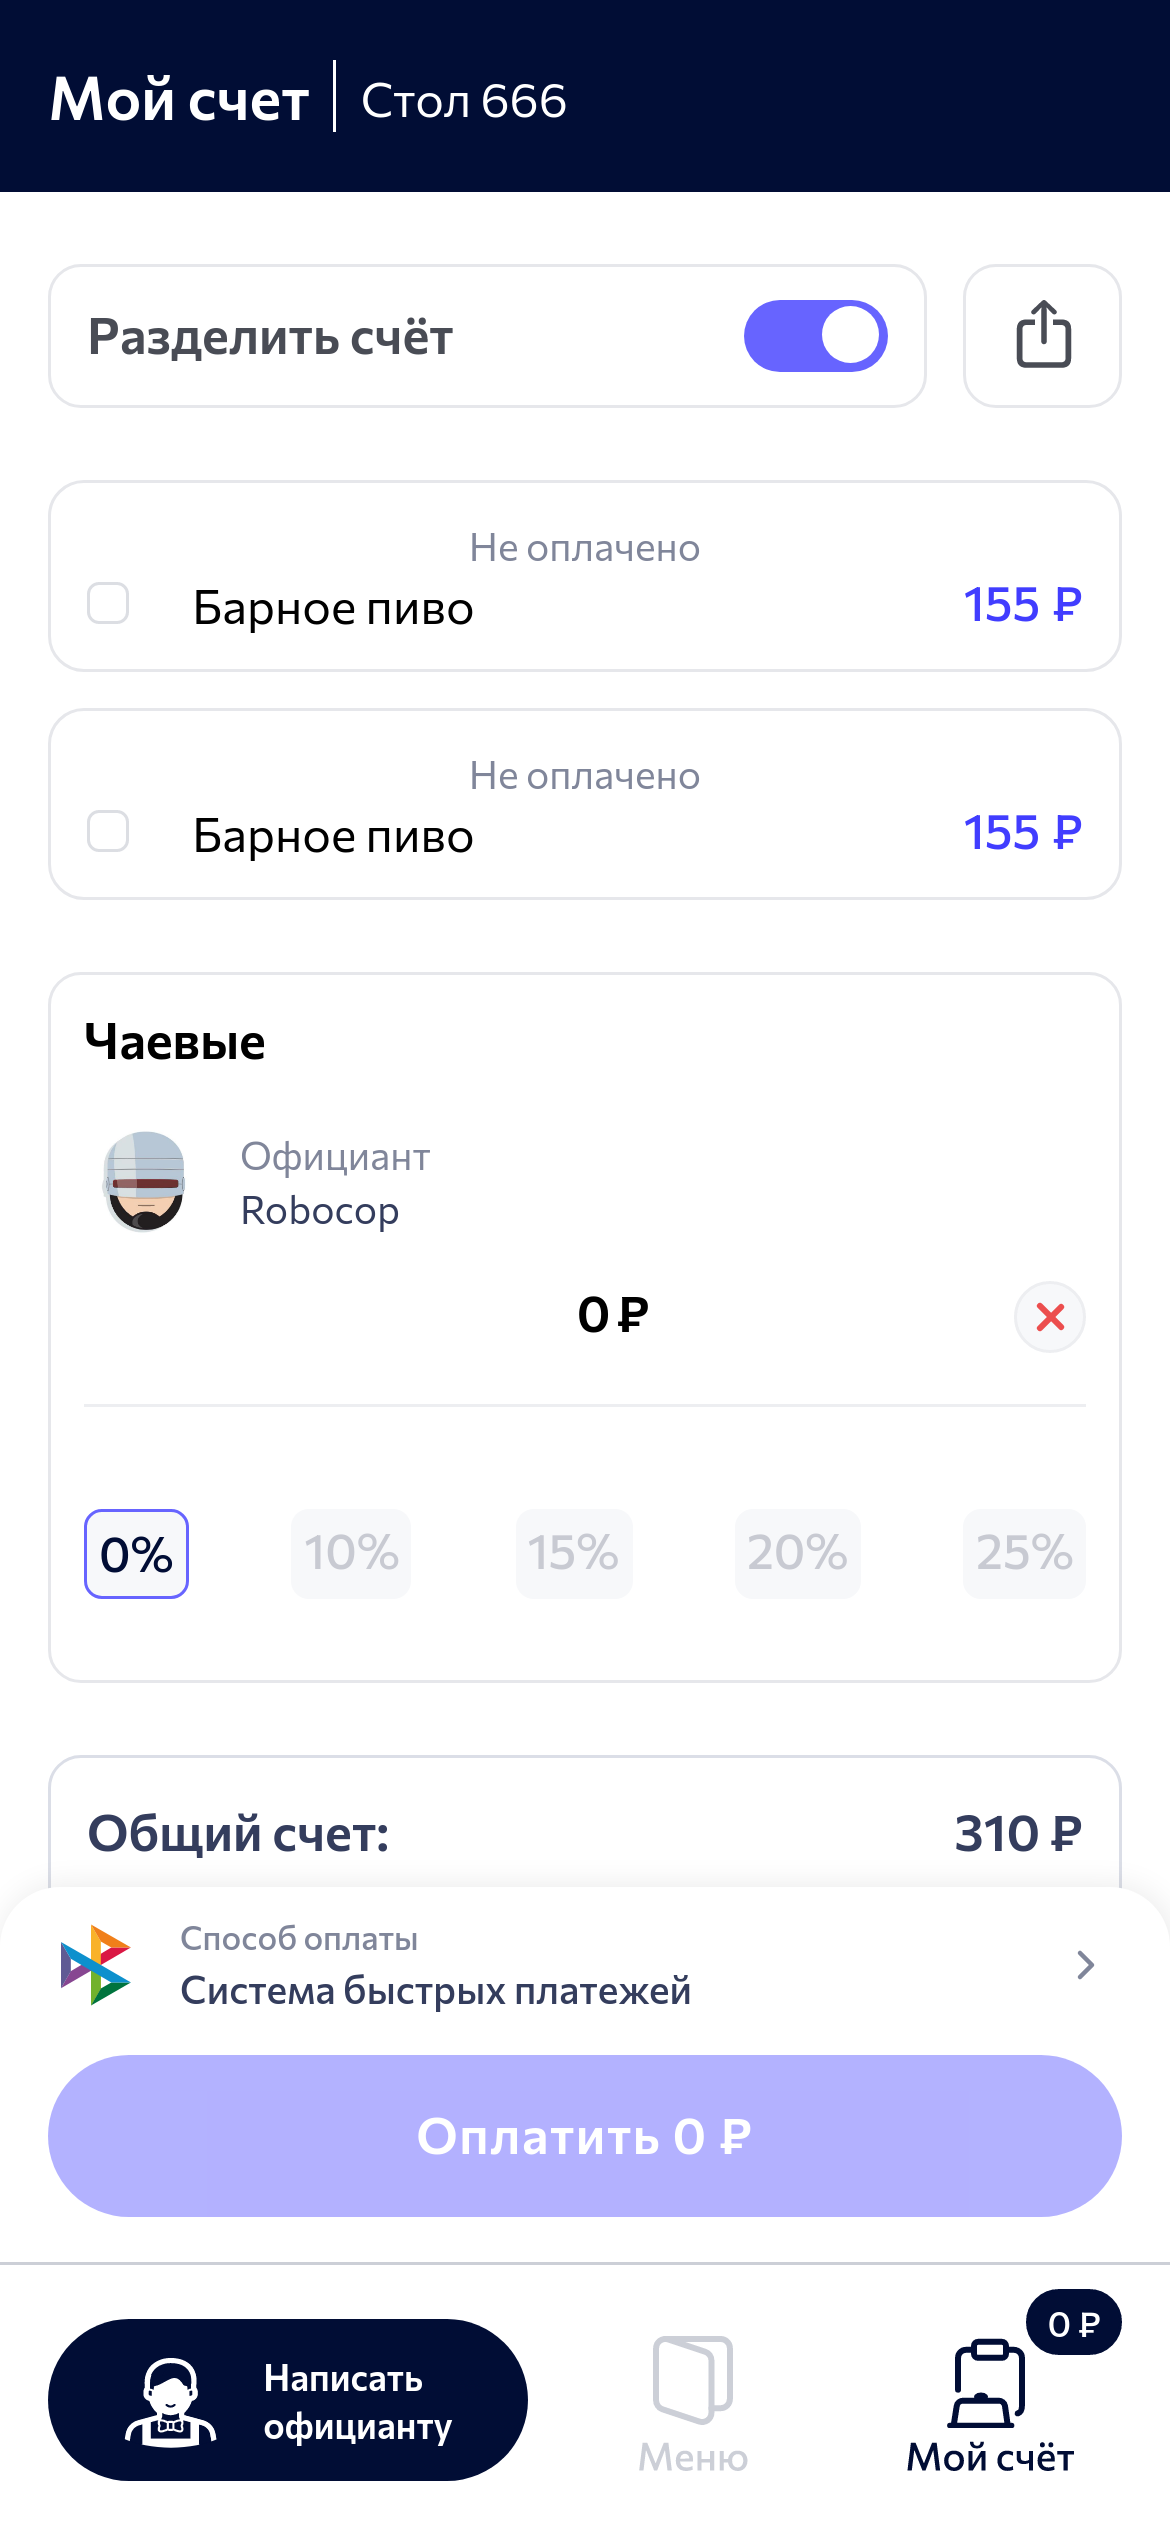 Мой счет
Стол 666
Разделить счёт
Не оплачено
Барное пиво
155 ₽
Не оплачено
Барное пиво
155 ₽
Чаевые
Официант
Robocop
0 ₽
0%
10%
15%
20%
25%
Общий счет:
310 ₽
Способ оплаты
Система быстрых платежей
Оплатить 0 ₽
Написать
официанту
Меню
0 ₽
Мой счёт